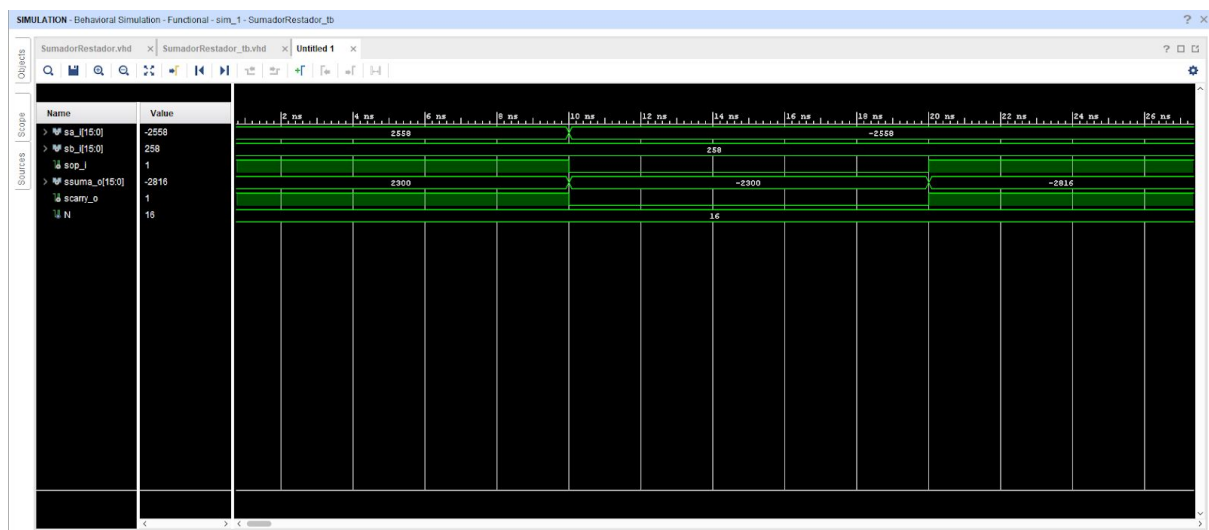 SIMULATION - Behavioral Simulation - Functional - sim_1 - SumadorRestador_tb
? ×
Objects
Scope
Sources
SumadorRestador.vhd × SumadorRestador_tb.vhd × Untitled 1 ×
Name Value
2 ns 4 ns 6 ns 8 ns 10 ns 12 ns 14 ns 16 ns 18 ns 20 ns 22 ns 24 ns 26 ns
> sa_i[15:0] -2558 2558 -2558
> sb_i[15:0] 258 258
sop_i 1
> ssuma_o[15:0] -2816 2300 -2300 -2816
scarry_o 1
N 16 16